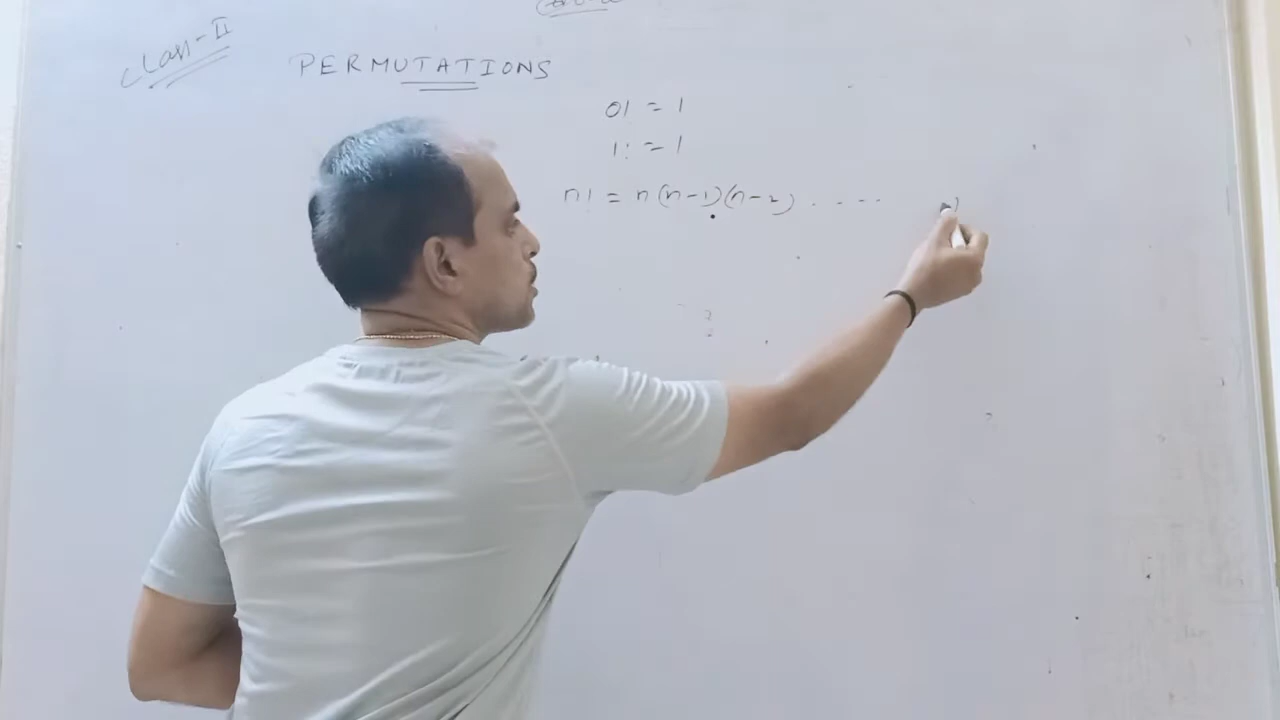 Class-II
PERMUTATIONS
0! = 1
1! = 1
n! = n(n-1)(n-2) . . . .